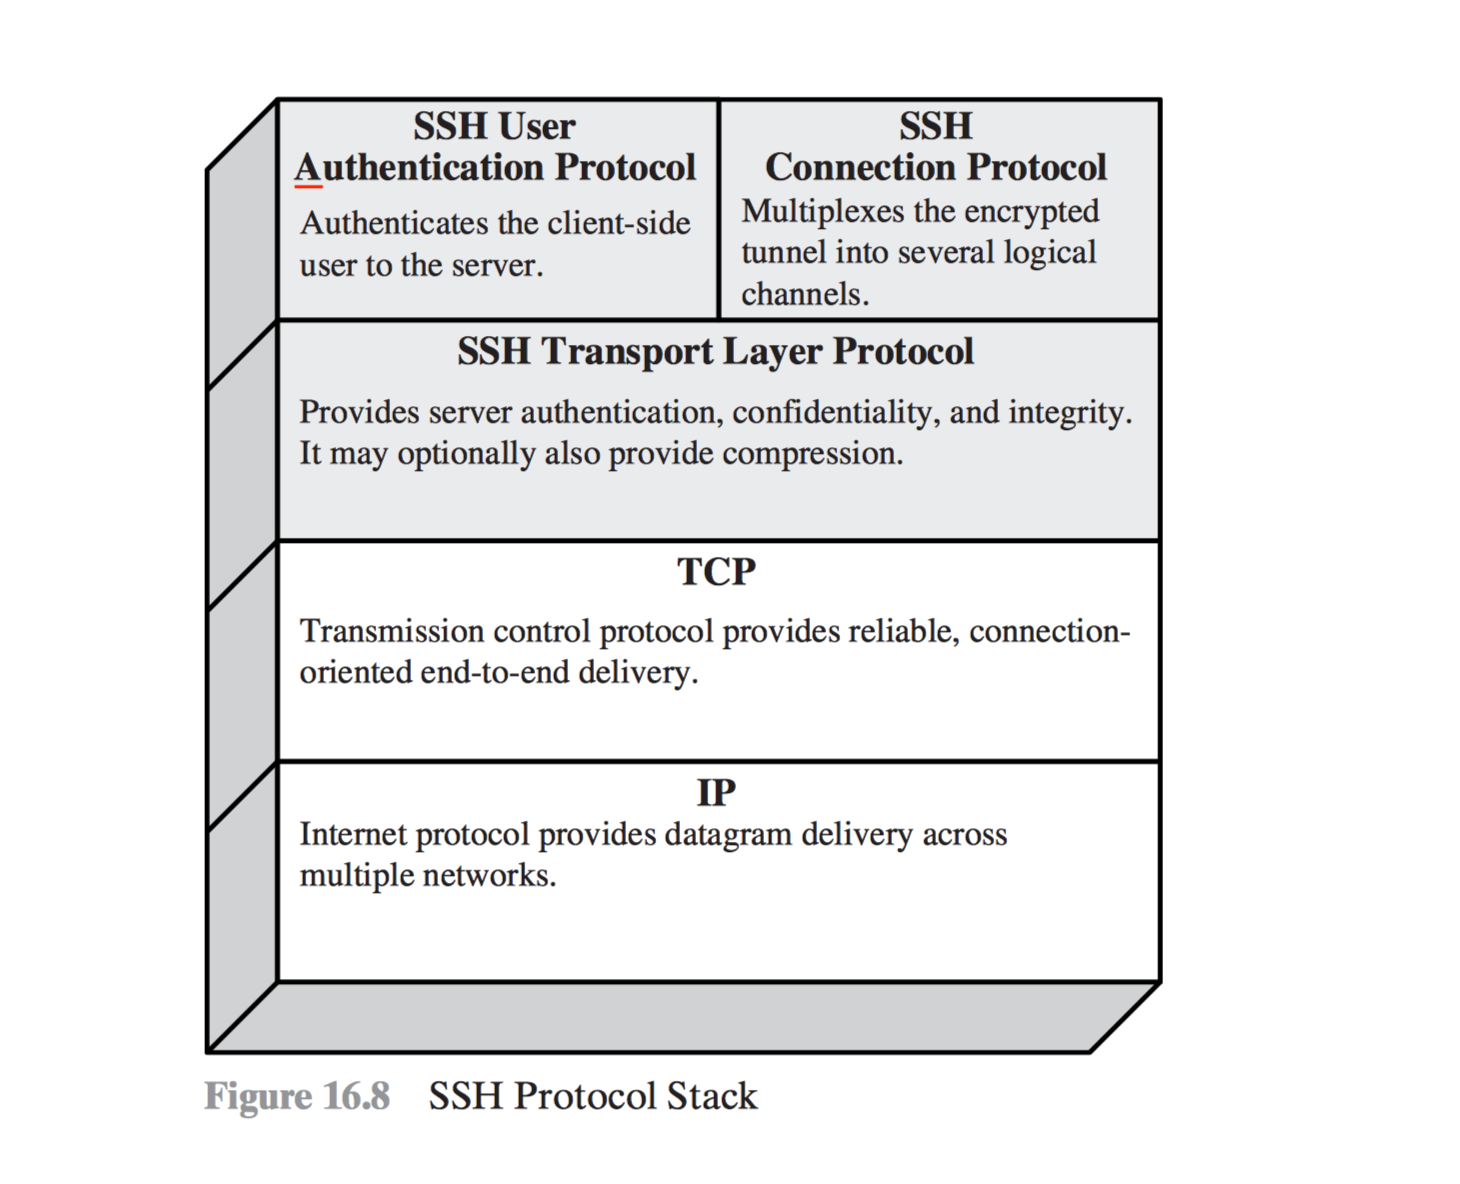 SSH User
Authentication Protocol
Authenticates the client-side
user to the server.
SSH
Connection Protocol
Multiplexes the encrypted
tunnel into several logical
channels.
SSH Transport Layer Protocol
Provides server authentication, confidentiality, and integrity.
It may optionally also provide compression.
TCP
Transmission control protocol provides reliable, connection-
oriented end-to-end delivery.
IP
Internet protocol provides datagram delivery across
multiple networks.
Figure 16.8 SSH Protocol Stack